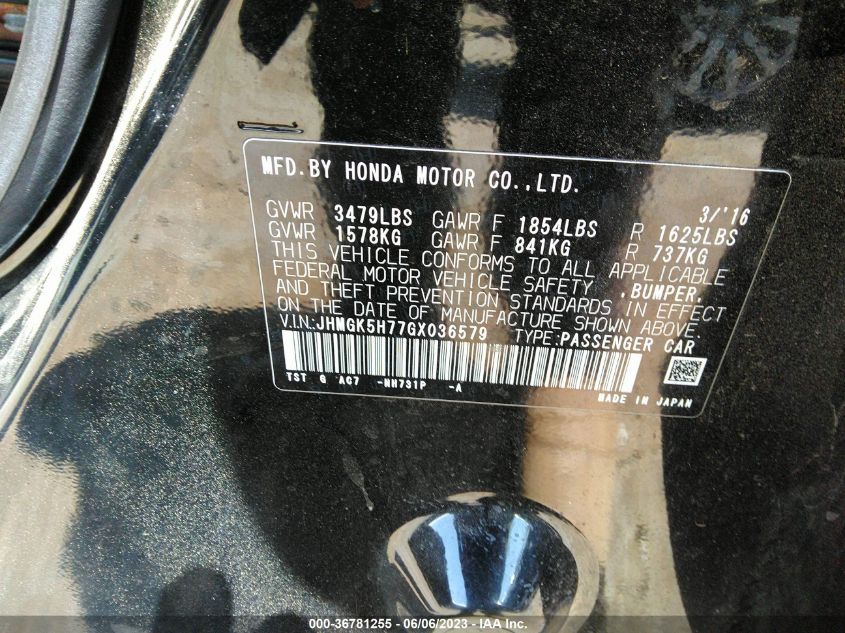 MFD.BY HONDA MOTOR CO.,LTD.
3/'16
GVWR 3479LBS GAWR F 1854LBS R 1625LBS
GVWR 1578KG GAWR F 841KG R 737KG
THIS VEHICLE CONFORMS TO ALL APPLICABLE
FEDERAL MOTOR VEHICLE SAFETY ,BUMPER,
AND THEFT PREVENTION STANDARDS IN EFFECT
ON THE DATE OF MANUFACTURE SHOWN ABOVE.
V.IN:JHMGK5H77GX036579 TYPE:PASSENGER CAR
TST G AC7 -NH731P -A
MADE IN JAPAN
000-36781255 - 06/06/2023 - IAA Inc.